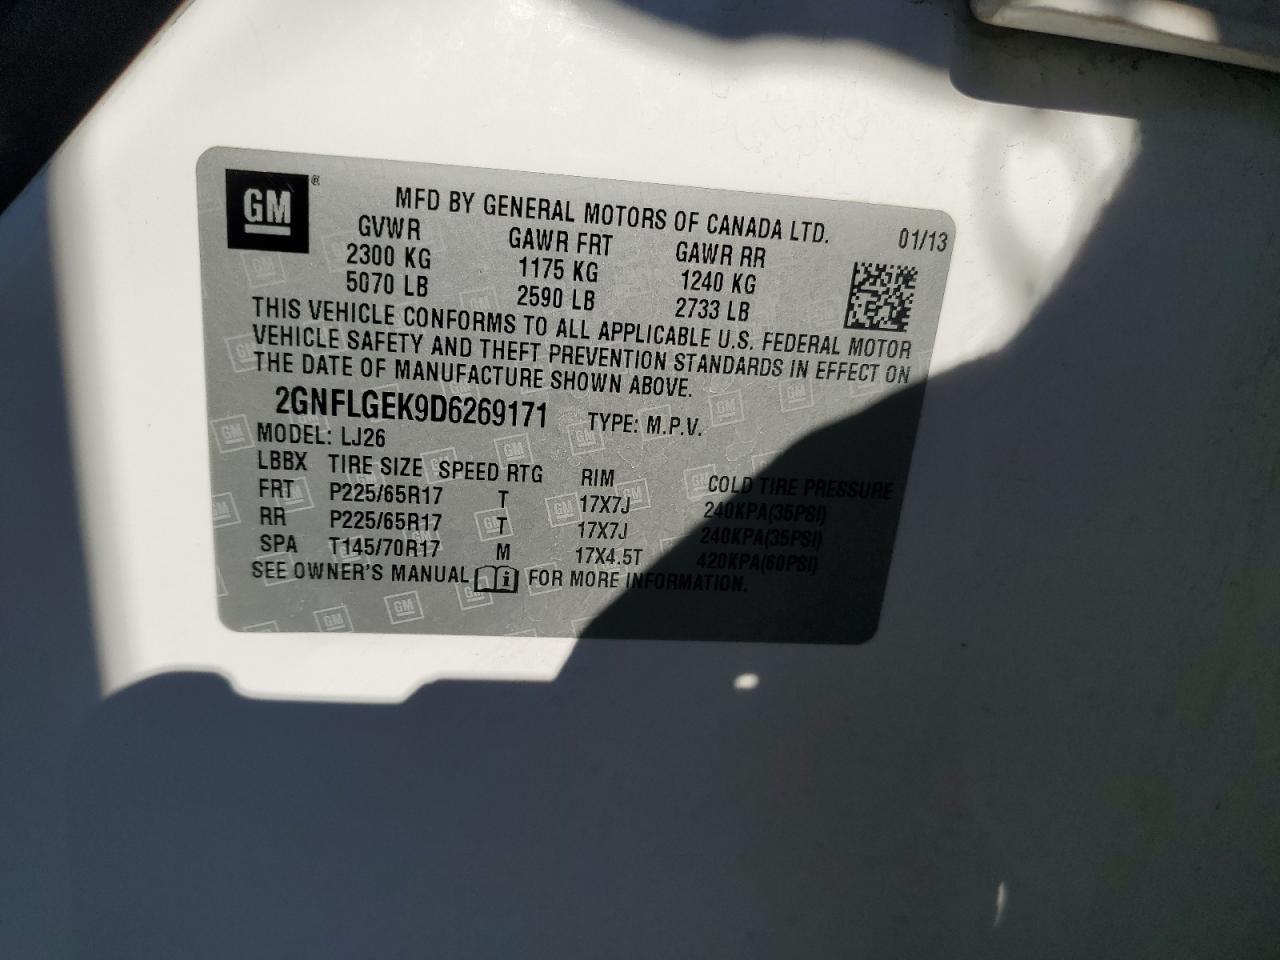 GM®
MFD BY GENERAL MOTORS OF CANADA LTD.
01/13
GVWR GAWR FRT GAWR RR
2300 KG 1175 KG 1240 KG
5070 LB 2590 LB 2733 LB
THIS VEHICLE CONFORMS TO ALL APPLICABLE U.S. FEDERAL MOTOR
VEHICLE SAFETY AND THEFT PREVENTION STANDARDS IN EFFECT ON
THE DATE OF MANUFACTURE SHOWN ABOVE.
2GNFLGEK9D6269171 TYPE: M.P.V.
MODEL: LJ26
LBBX TIRE SIZE SPEED RTG RIM COLD TIRE PRESSURE
FRT P225/65R17 T 17X7J 240KPA(35PSI)
RR P225/65R17 T 17X7J 240KPA(35PSI)
SPA T145/70R17 M 17X4.5T 420KPA(60PSI)
SEE OWNER'S MANUAL i FOR MORE INFORMATION.